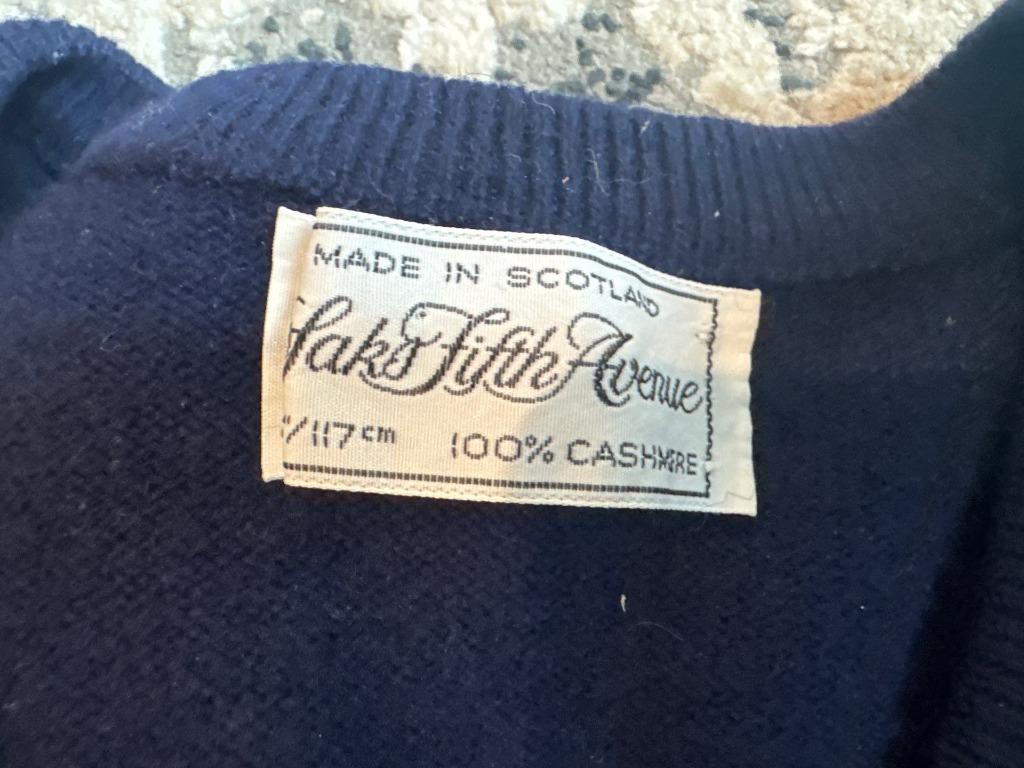 MADE IN SCOTLAND
Saks Fifth Avenue
"/117cm 100% CASHMERE